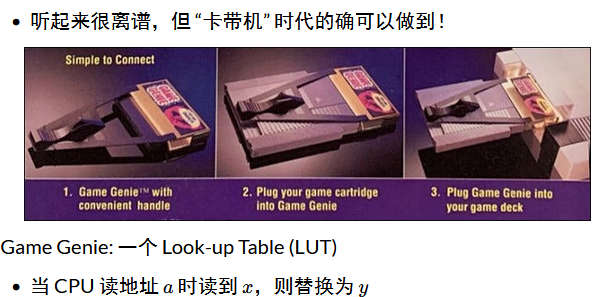 听起来很离谱，但“卡带机”时代的确可以做到！
Simple to Connect
1. Game Genie™ with
convenient handle
2. Plug your game cartridge
into Game Genie
3. Plug Game Genie into
your game deck
Game Genie: 一个 Look-up Table (LUT)
当 CPU 读地址 a 时读到 x，则替换为 y